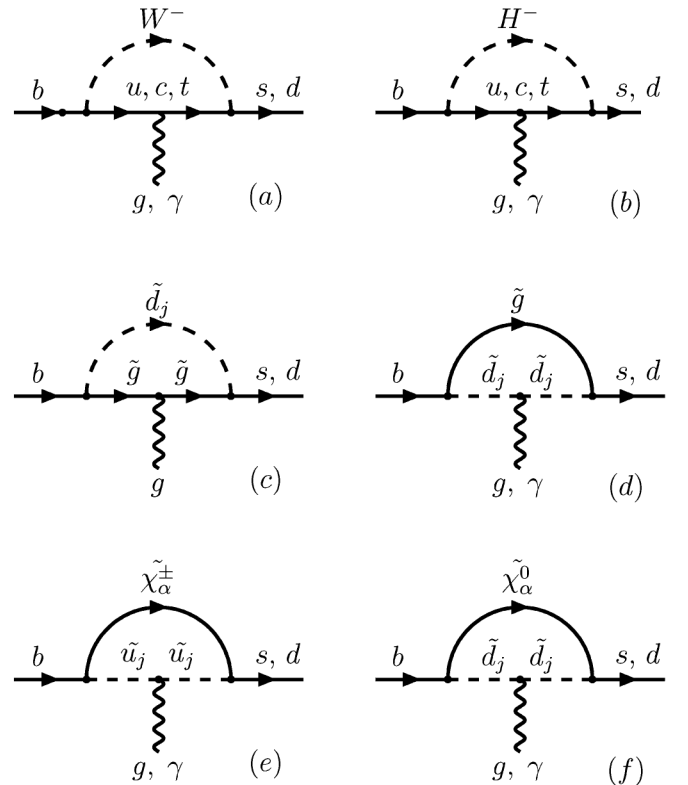 W⁻ H⁻
b u, c, t s, d b u, c, t s, d
g, γ (a) g, γ (b)
d̃ⱼ g̃
b g̃ g̃ s, d b d̃ⱼ d̃ⱼ s, d
g (c) g, γ (d)
χ̃±α χ̃0α
b ũⱼ ũⱼ s, d b d̃ⱼ d̃ⱼ s, d
g, γ (e) g, γ (f)